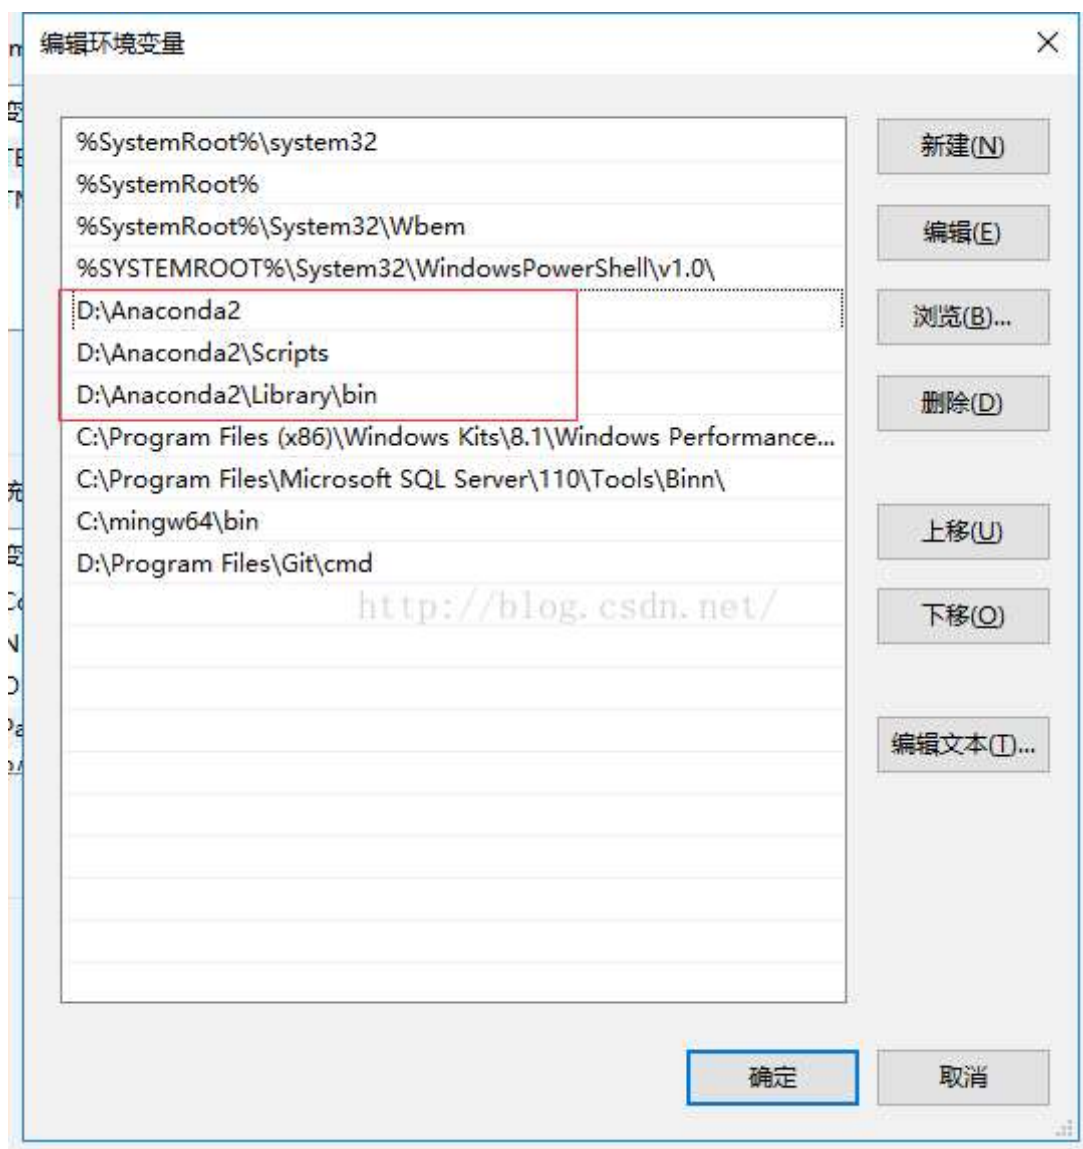 编辑环境变量
%SystemRoot%\system32
%SystemRoot%
%SystemRoot%\System32\Wbem
%SYSTEMROOT%\System32\WindowsPowerShell\v1.0\
D:\Anaconda2
D:\Anaconda2\Scripts
D:\Anaconda2\Library\bin
C:\Program Files (x86)\Windows Kits\8.1\Windows Performance...
C:\Program Files\Microsoft SQL Server\110\Tools\Binn\
C:\mingw64\bin
D:\Program Files\Git\cmd
http://blog.csdn.net/
新建(N)
编辑(E)
浏览(B)...
删除(D)
上移(U)
下移(O)
编辑文本(T)...
确定
取消